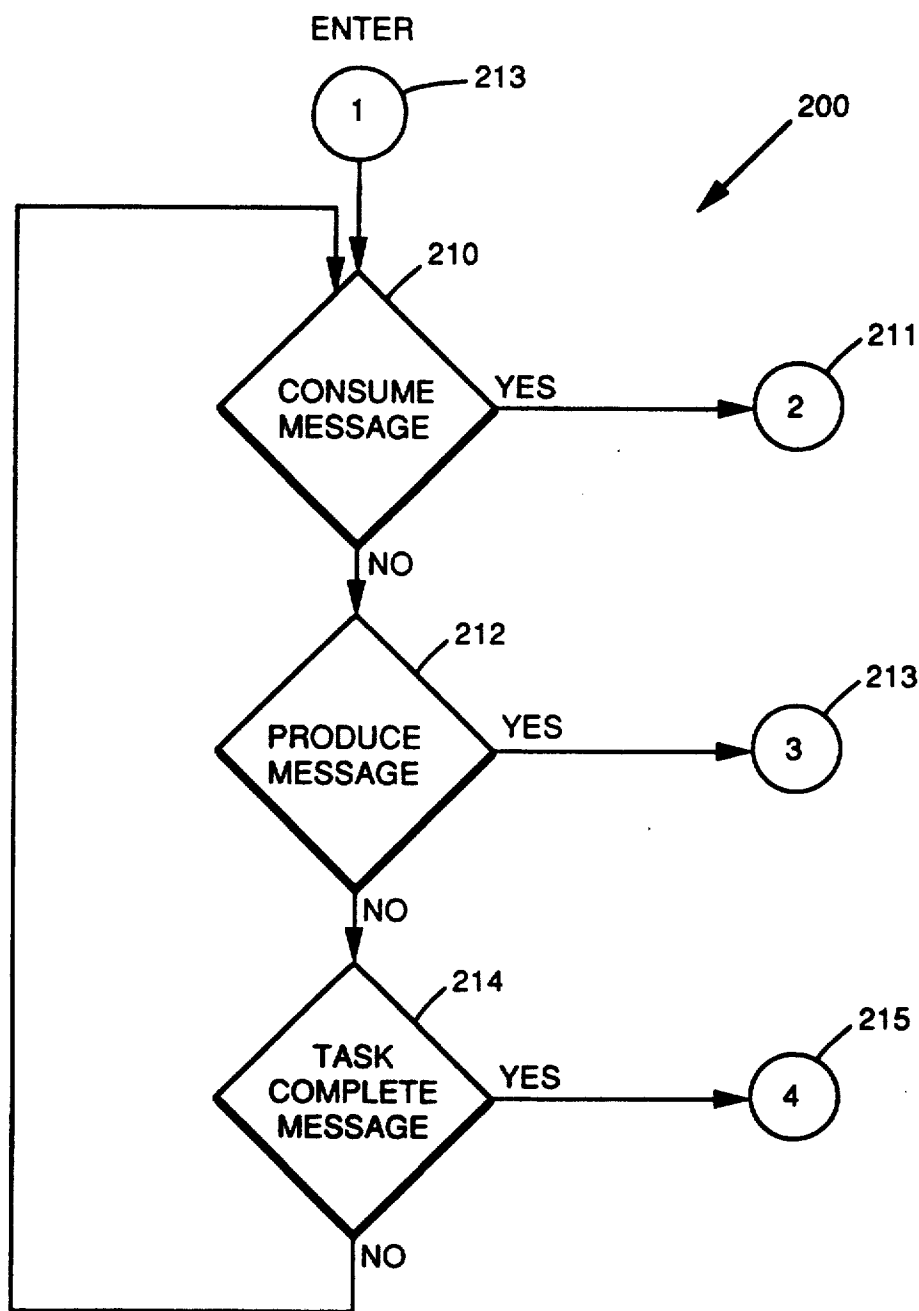 ENTER
1
213
200
210
CONSUME
MESSAGE
YES
2
211
NO
212
PRODUCE
MESSAGE
YES
3
213
NO
214
TASK
COMPLETE
MESSAGE
YES
4
215
NO